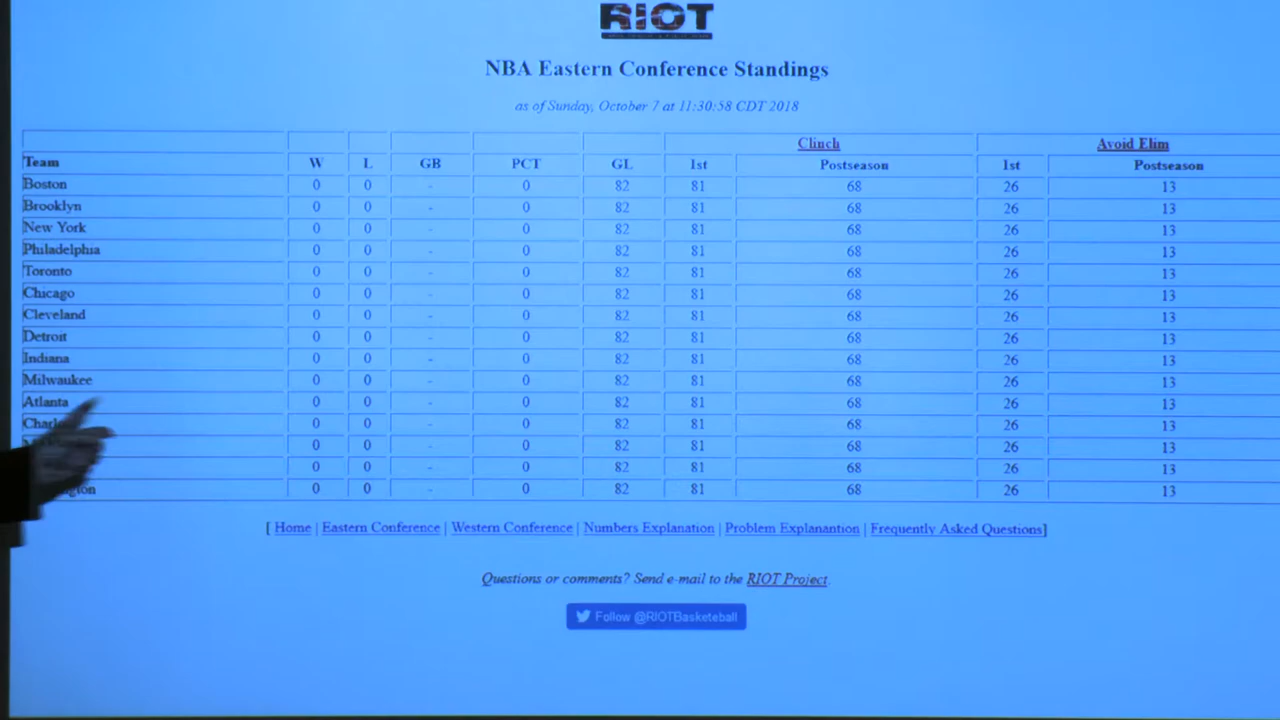 RIOT
NBA Eastern Conference Standings
as of Sunday, October 7 at 11:30:58 CDT 2018
Clinch Avoid Elim
Team W L GB PCT GL 1st Postseason 1st Postseason
Boston 0 0 - 0 82 81 68 26 13
Brooklyn 0 0 - 0 82 81 68 26 13
New York 0 0 - 0 82 81 68 26 13
Philadelphia 0 0 - 0 82 81 68 26 13
Toronto 0 0 - 0 82 81 68 26 13
Chicago 0 0 - 0 82 81 68 26 13
Cleveland 0 0 - 0 82 81 68 26 13
Detroit 0 0 - 0 82 81 68 26 13
Indiana 0 0 - 0 82 81 68 26 13
Milwaukee 0 0 - 0 82 81 68 26 13
Atlanta 0 0 - 0 82 81 68 26 13
0 0 - 0 82 81 68 26 13
0 0 - 0 82 81 68 26 13
0 0 - 0 82 81 68 26 13
0 0 - 0 82 81 68 26 13
[ Home | Eastern Conference | Western Conference | Numbers Explanation | Problem Explanantion | Frequently Asked Questions]
Questions or comments? Send e-mail to the RIOT Project.
Follow @RIOTBasketeball